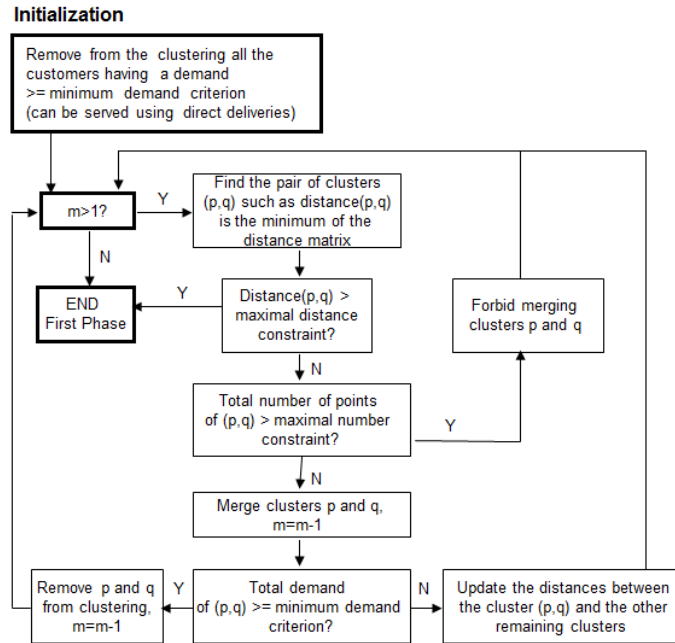 Initialization
Remove from the clustering all the
customers having a demand
>= minimum demand criterion
(can be served using direct deliveries)
m>1?
Y
Find the pair of clusters
(p,q) such as distance(p,q)
is the minimum of the
distance matrix
N
END
First Phase
Y
Distance(p,q) >
maximal distance
constraint?
Forbid merging
clusters p and q
N
Total number of points
of (p,q) > maximal number
constraint?
Y
N
Merge clusters p and q,
m=m-1
Remove p and q
from clustering,
m=m-1
Y
Total demand
of (p,q) >= minimum demand
criterion?
N
Update the distances between
the cluster (p,q) and the other
remaining clusters